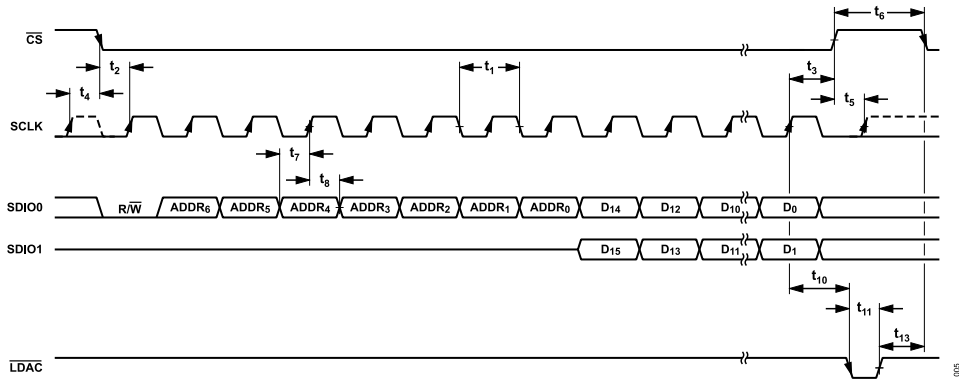 t6
CS
t2
t1
t3
t4
t5
SCLK
t7
t8
SDIO0 R/W ADDR6 ADDR5 ADDR4 ADDR3 ADDR2 ADDR1 ADDR0 D14 D12 D10 D0
SDIO1 D15 D13 D11 D1
t10
t11
t13
LDAC
005